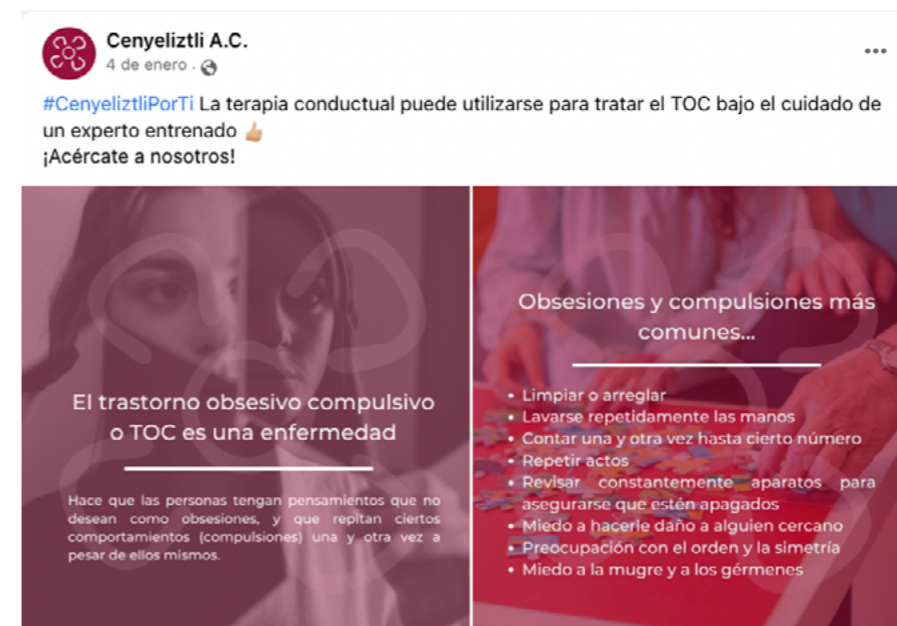 Cenyeliztli A.C.
4 de enero ·
#CenyeliztliPorTi La terapia conductual puede utilizarse para tratar el TOC bajo el cuidado de
un experto entrenado 👍🏼
¡Acércate a nosotros!
El trastorno obsesivo compulsivo
o TOC es una enfermedad
Hace que las personas tengan pensamientos que no
desean como obsesiones, y que repitan ciertos
comportamientos (compulsiones) una y otra vez a
pesar de ellos mismos.
Obsesiones y compulsiones más
comunes...
• Limpiar o arreglar
• Lavarse repetidamente las manos
• Contar una y otra vez hasta cierto número
• Repetir actos
• Revisar constantemente aparatos para
asegurarse que estén apagados
• Miedo a hacerle daño a alguien cercano
• Preocupación con el orden y la simetría
• Miedo a la mugre y a los gérmenes